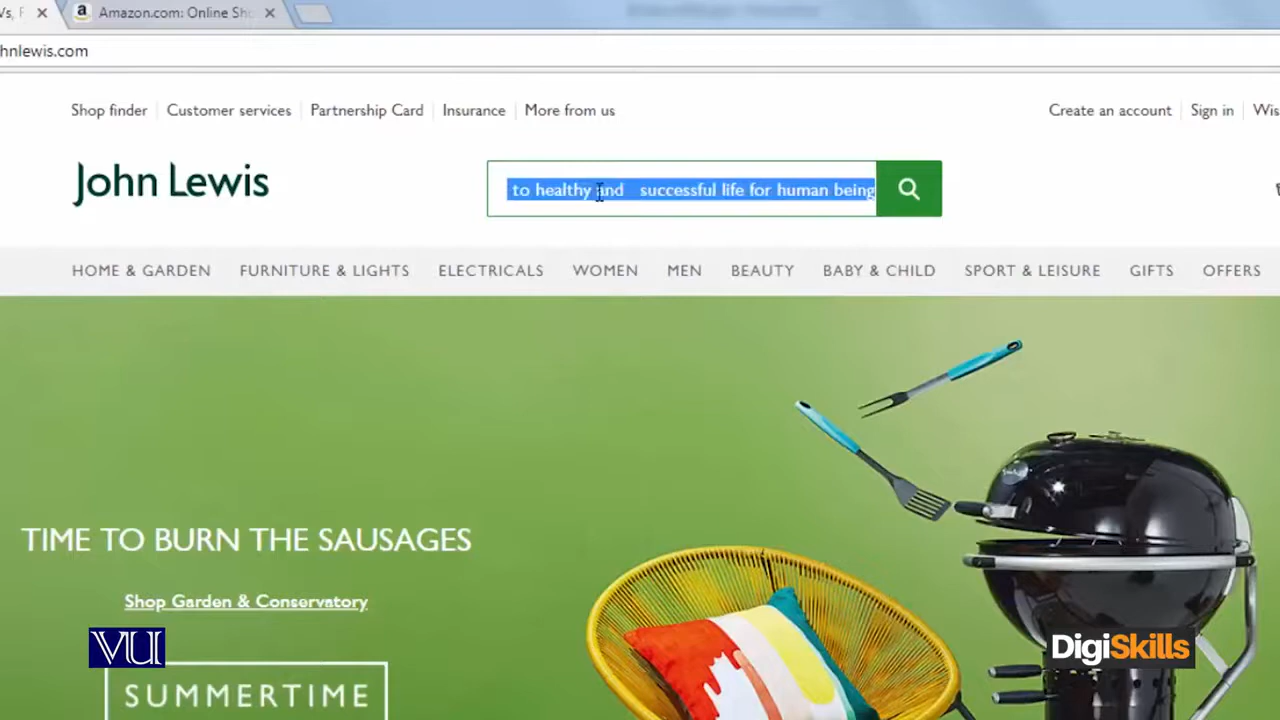 Amazon.com: Online Sho
hnlewis.com
Shop finder Customer services Partnership Card Insurance More from us
Create an account Sign in Wis
John Lewis
to healthy and successful life for human being
HOME & GARDEN FURNITURE & LIGHTS ELECTRICALS WOMEN MEN BEAUTY BABY & CHILD SPORT & LEISURE GIFTS OFFERS
TIME TO BURN THE SAUSAGES
Shop Garden & Conservatory
VU
DigiSkills
SUMMERTIME